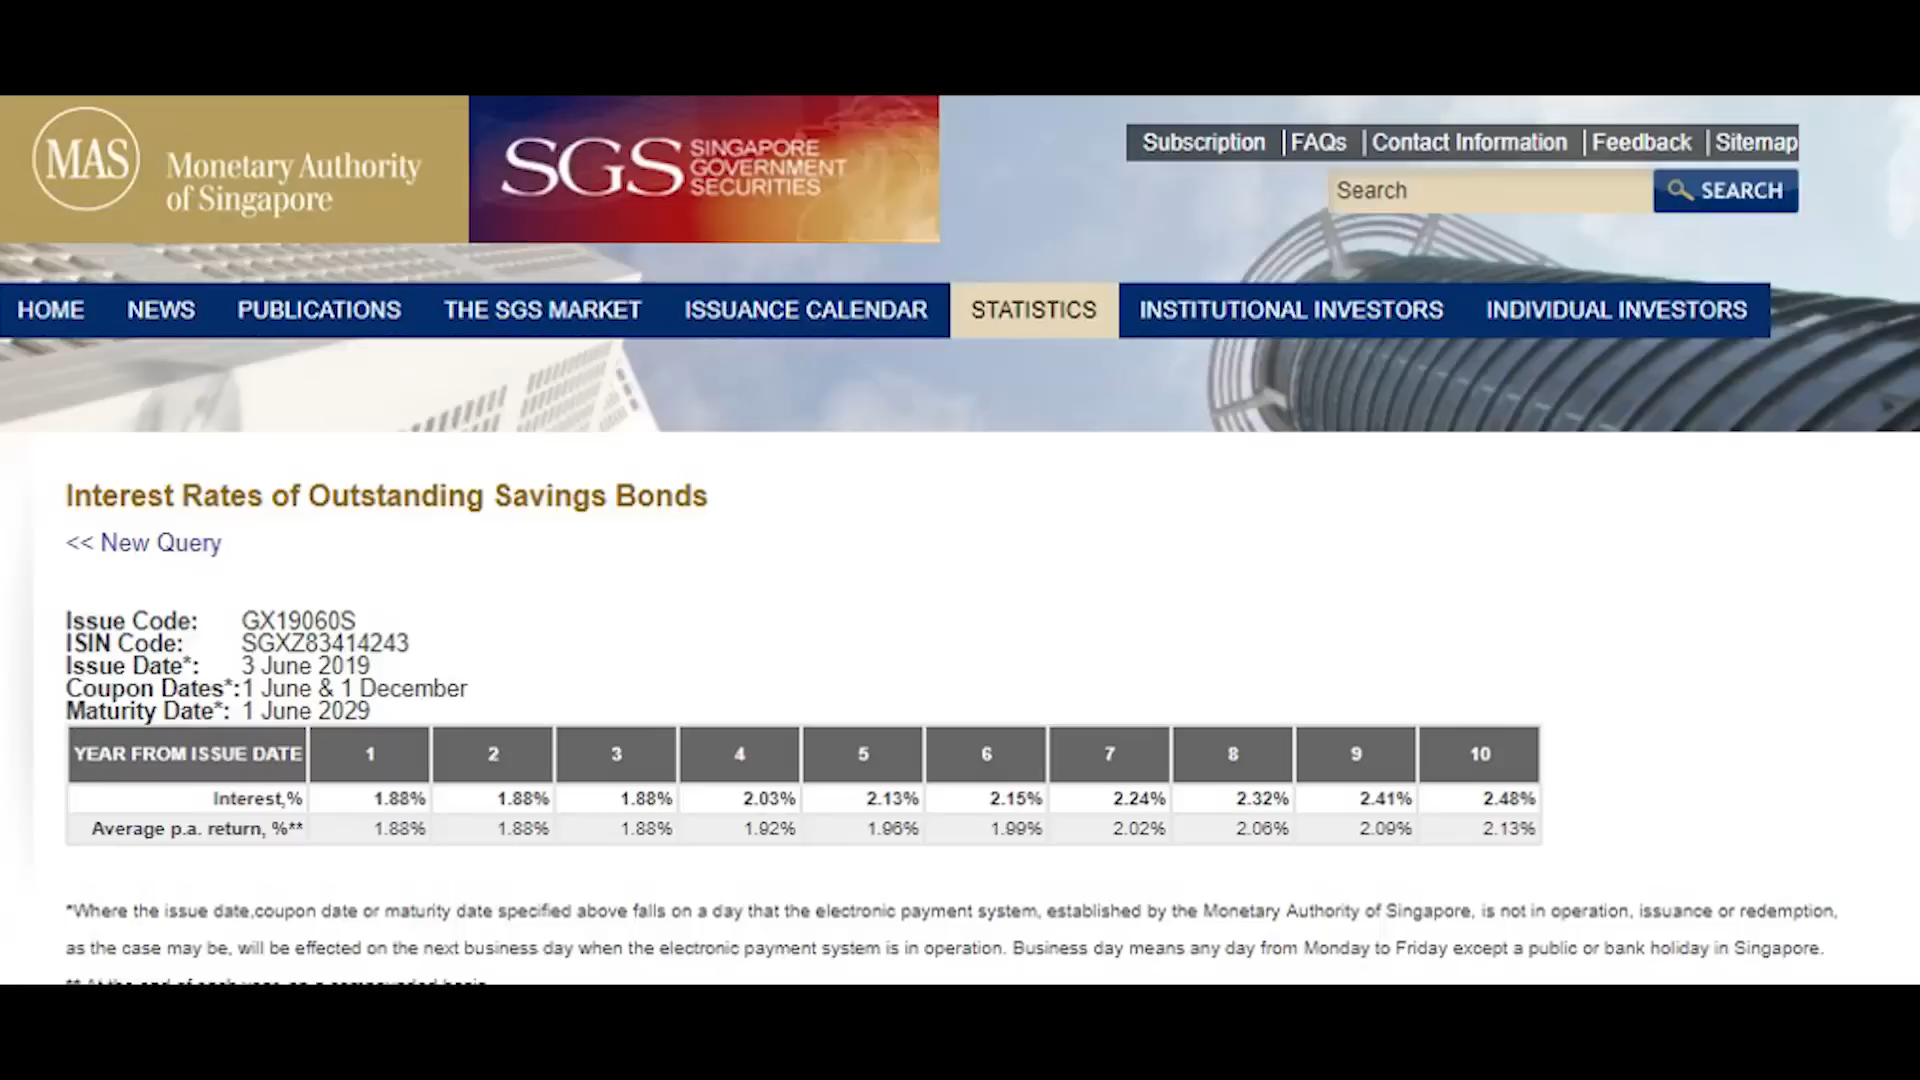 MAS
Monetary Authority
of Singapore
SGS
SINGAPORE
GOVERNMENT
SECURITIES
Subscription | FAQs | Contact Information | Feedback | Sitemap
Search
SEARCH
HOME NEWS PUBLICATIONS THE SGS MARKET ISSUANCE CALENDAR STATISTICS INSTITUTIONAL INVESTORS INDIVIDUAL INVESTORS
Interest Rates of Outstanding Savings Bonds
<< New Query
Issue Code: GX19060S
ISIN Code: SGXZ83414243
Issue Date*: 3 June 2019
Coupon Dates*: 1 June & 1 December
Maturity Date*: 1 June 2029
YEAR FROM ISSUE DATE 1 2 3 4 5 6 7 8 9 10
Interest,% 1.88% 1.88% 1.88% 2.03% 2.13% 2.15% 2.24% 2.32% 2.41% 2.48%
Average p.a. return, %** 1.88% 1.88% 1.88% 1.92% 1.96% 1.99% 2.02% 2.06% 2.09% 2.13%
*Where the issue date,coupon date or maturity date specified above falls on a day that the electronic payment system, established by the Monetary Authority of Singapore, is not in operation, issuance or redemption,
as the case may be, will be effected on the next business day when the electronic payment system is in operation. Business day means any day from Monday to Friday except a public or bank holiday in Singapore.
** At the end of each year on a compounded basis